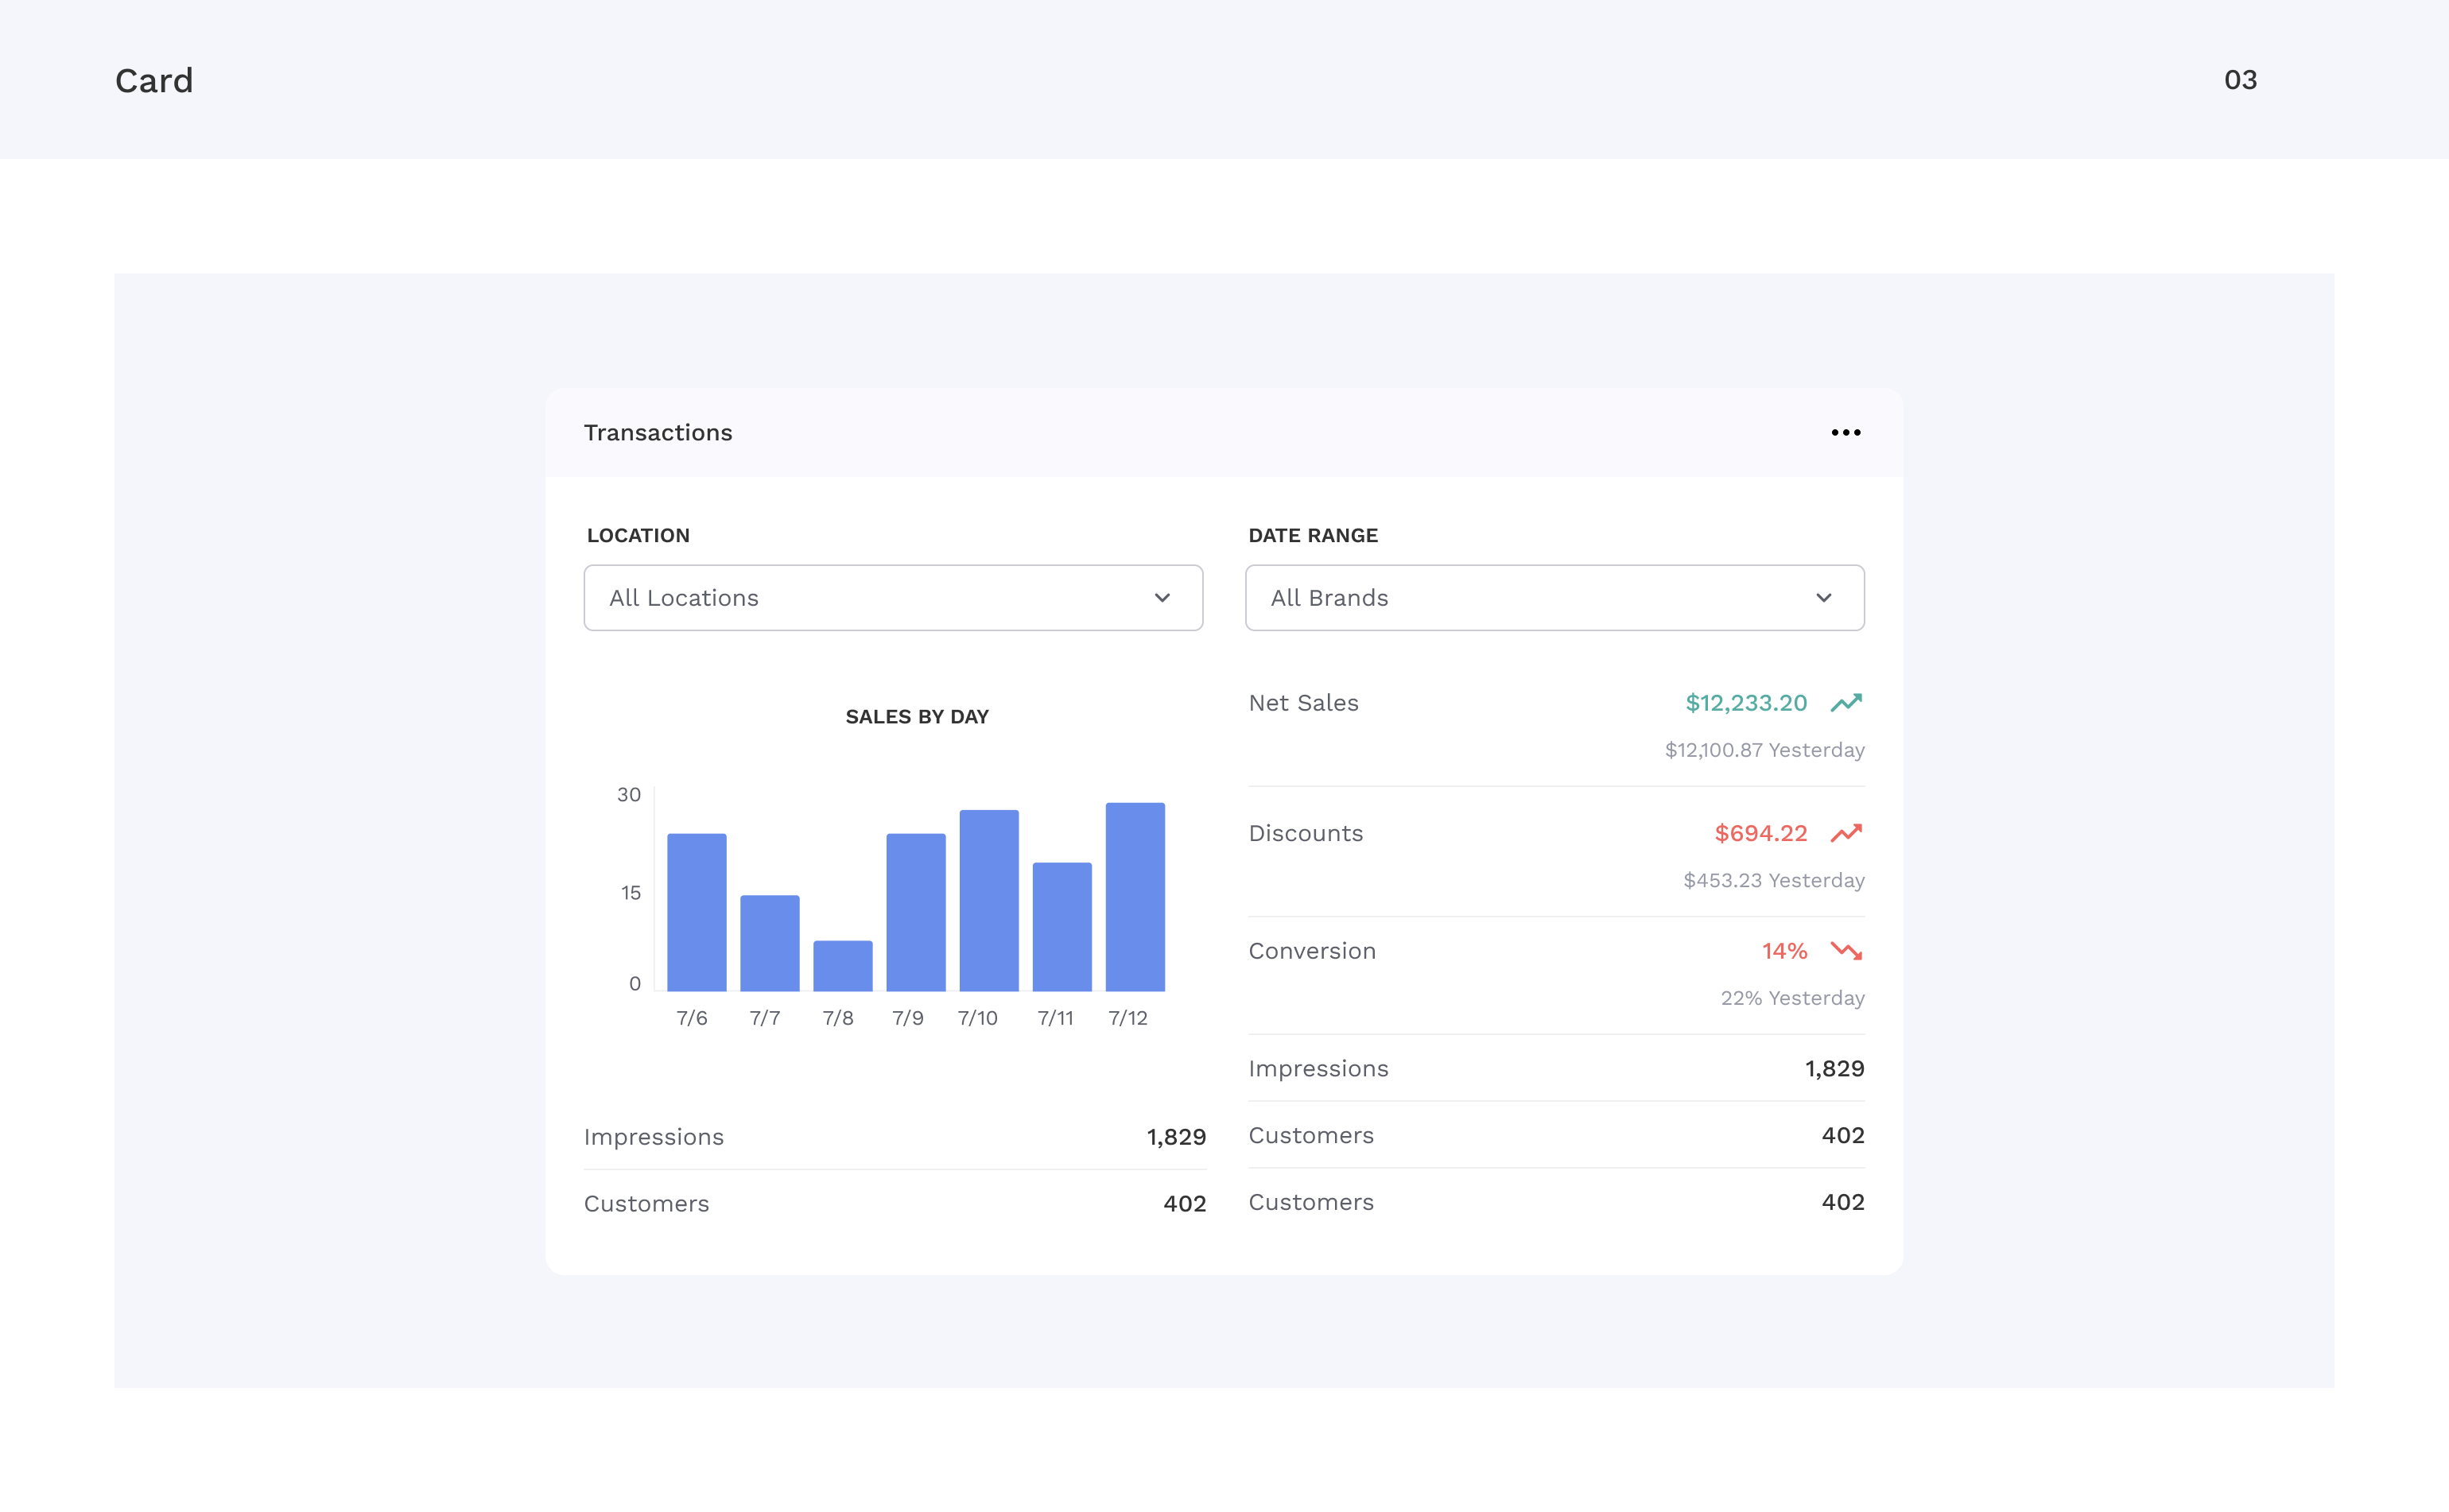 Card
03
Transactions
LOCATION
All Locations
DATE RANGE
All Brands
SALES BY DAY
30
15
0
7/6 7/7 7/8 7/9 7/10 7/11 7/12
Impressions 1,829
Customers 402
Net Sales $12,233.20
$12,100.87 Yesterday
Discounts $694.22
$453.23 Yesterday
Conversion 14%
22% Yesterday
Impressions 1,829
Customers 402
Customers 402